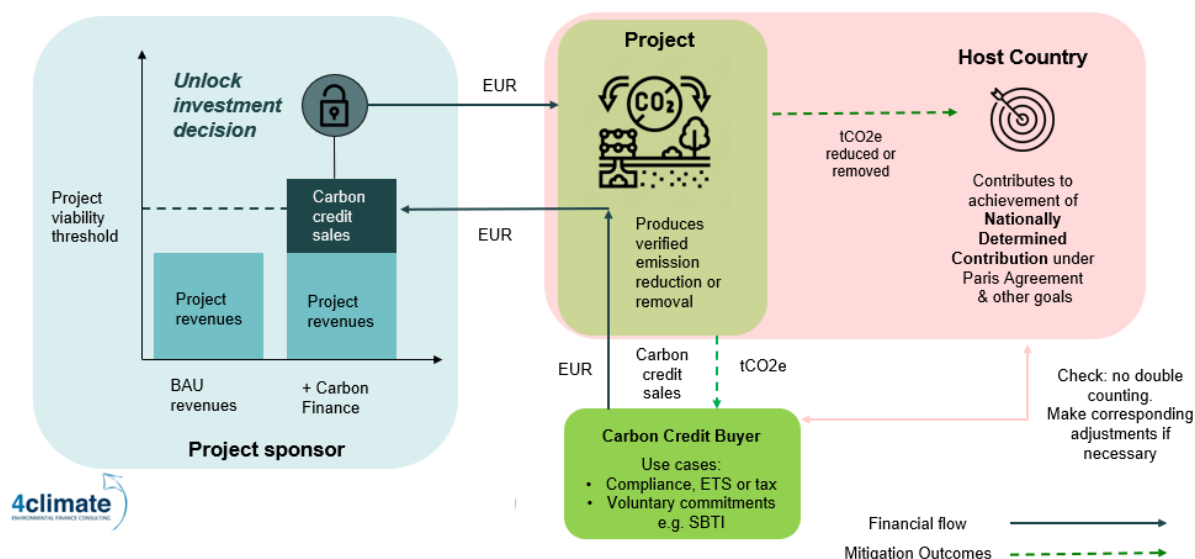 Unlock
investment
decision
EUR
Project
viability
threshold
Carbon
credit
sales
EUR
Project
revenues
Project
revenues
BAU
revenues
+ Carbon
Finance
Project sponsor
Project
CO2
Produces
verified
emission
reduction or
removal
tCO2e
reduced or
removed
Host Country
Contributes to
achievement of
Nationally
Determined
Contribution under
Paris Agreement
& other goals
EUR
Carbon
credit
sales
tCO2e
Check: no double
counting.
Make corresponding
adjustments if
necessary
Carbon Credit Buyer
Use cases:
• Compliance, ETS or tax
• Voluntary commitments
e.g. SBTI
4climate
ENVIRONMENTAL FINANCE CONSULTING
Financial flow
Mitigation Outcomes